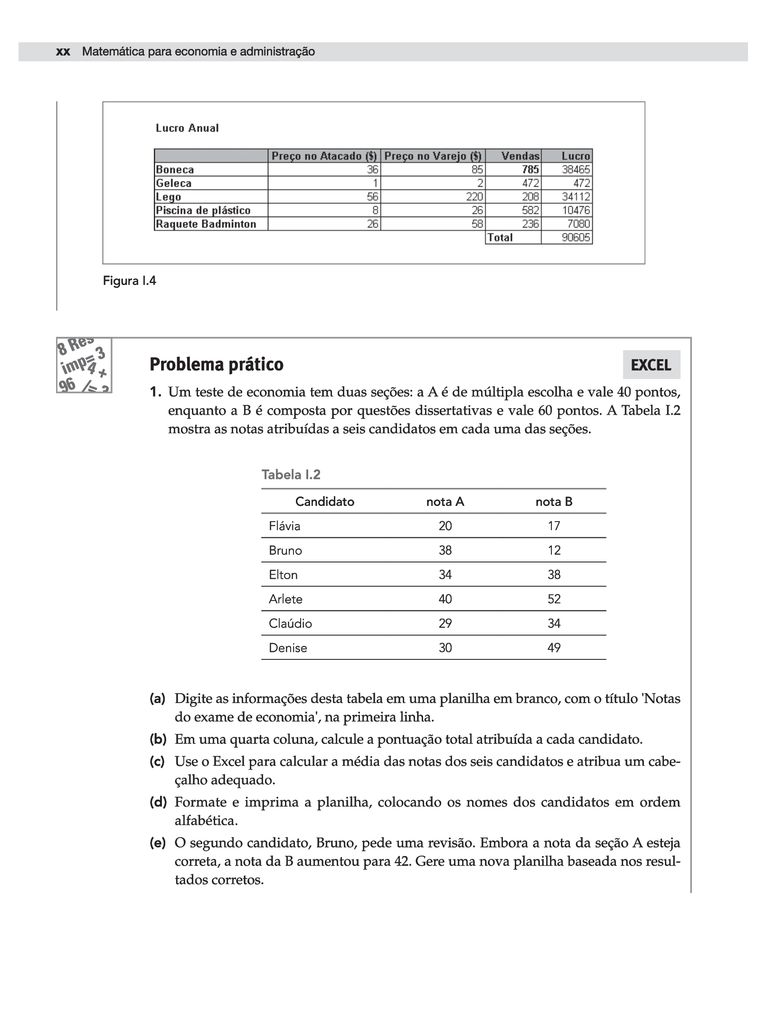 xx Matemática para economia e administração
Lucro Anual
Preço no Atacado ($) Preço no Varejo ($) Vendas Lucro
Boneca 36 85 785 38465
Geleca 1 2 472 472
Lego 56 220 208 34112
Piscina de plástico 8 26 582 10476
Raquete Badminton 26 58 236 7080
Total 90605
Figura I.4
8 Res
imp= 3
4 +
96 /= 2
Problema prático EXCEL
1. Um teste de economia tem duas seções: a A é de múltipla escolha e vale 40 pontos,
enquanto a B é composta por questões dissertativas e vale 60 pontos. A Tabela I.2
mostra as notas atribuídas a seis candidatos em cada uma das seções.
Tabela I.2
Candidato nota A nota B
Flávia 20 17
Bruno 38 12
Elton 34 38
Arlete 40 52
Claúdio 29 34
Denise 30 49
(a) Digite as informações desta tabela em uma planilha em branco, com o título 'Notas
do exame de economia', na primeira linha.
(b) Em uma quarta coluna, calcule a pontuação total atribuída a cada candidato.
(c) Use o Excel para calcular a média das notas dos seis candidatos e atribua um cabe-
çalho adequado.
(d) Formate e imprima a planilha, colocando os nomes dos candidatos em ordem
alfabética.
(e) O segundo candidato, Bruno, pede uma revisão. Embora a nota da seção A esteja
correta, a nota da B aumentou para 42. Gere uma nova planilha baseada nos resul-
tados corretos.